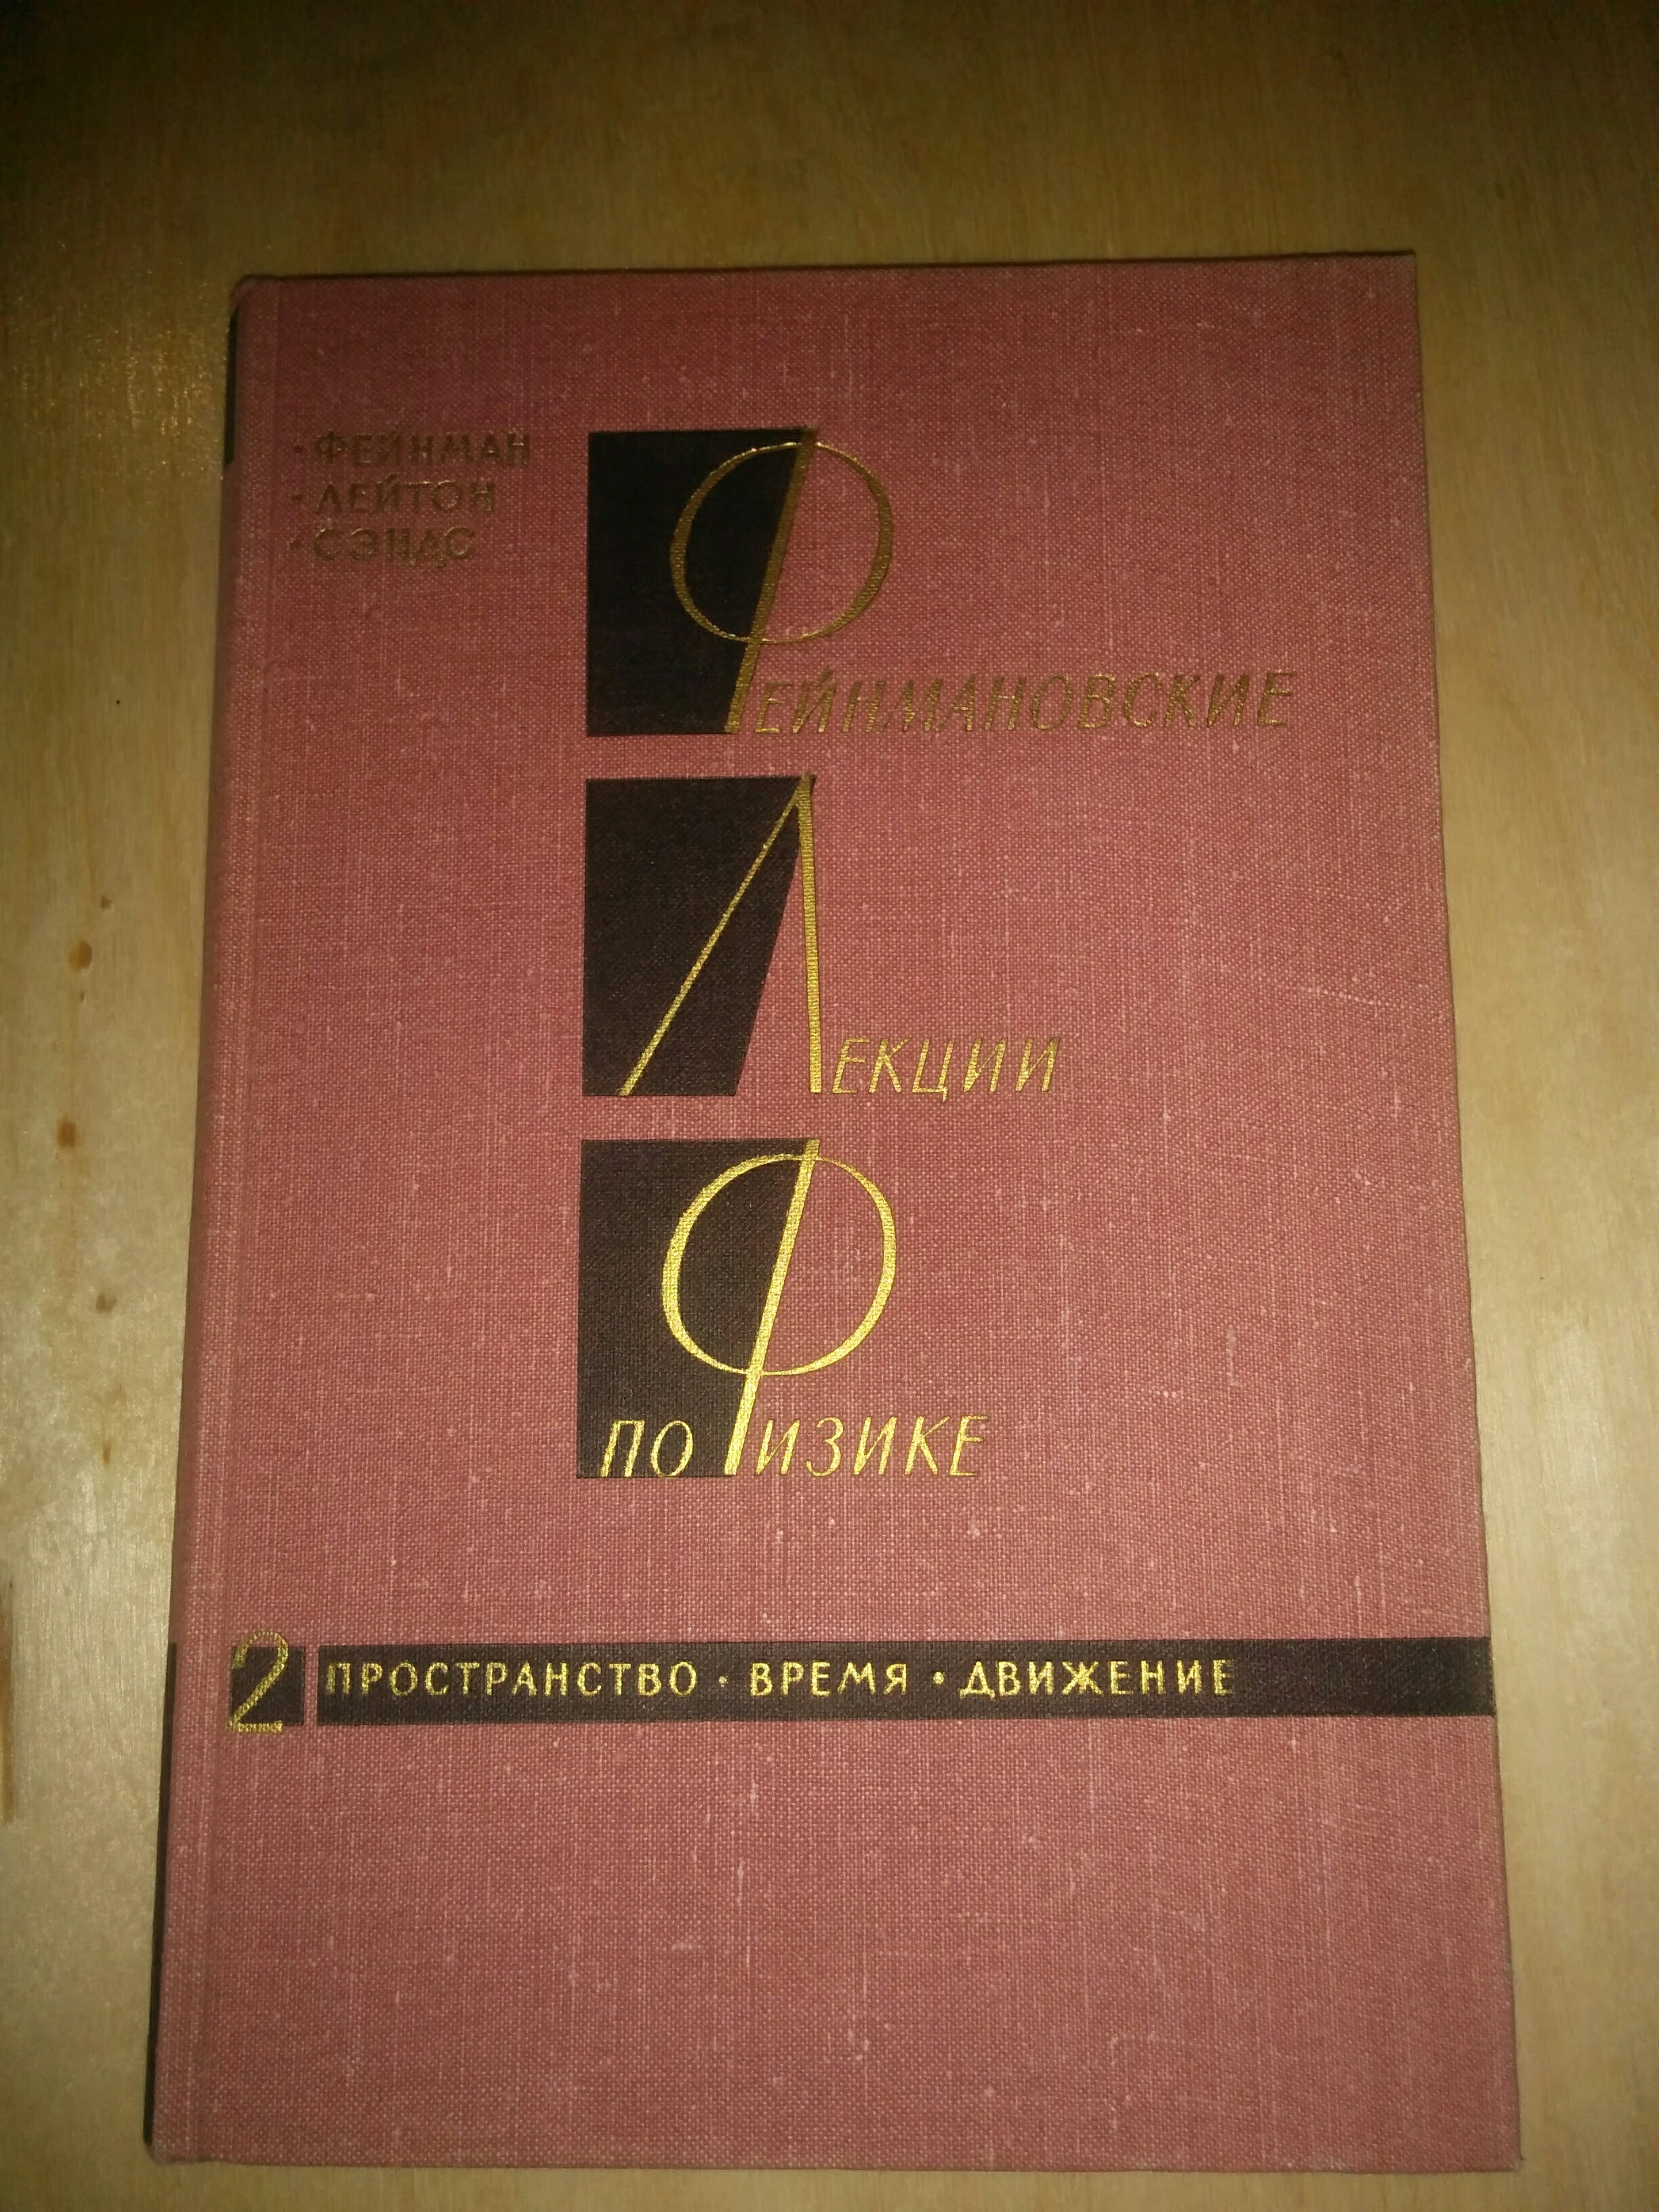 · ФЕЙНМАН
· ЛЕЙТОН
· СЭНДС
ФЕЙНМАНОВСКИЕ
ЛЕКЦИИ
ПО ФИЗИКЕ
2 ПРОСТРАНСТВО · ВРЕМЯ · ДВИЖЕНИЕ